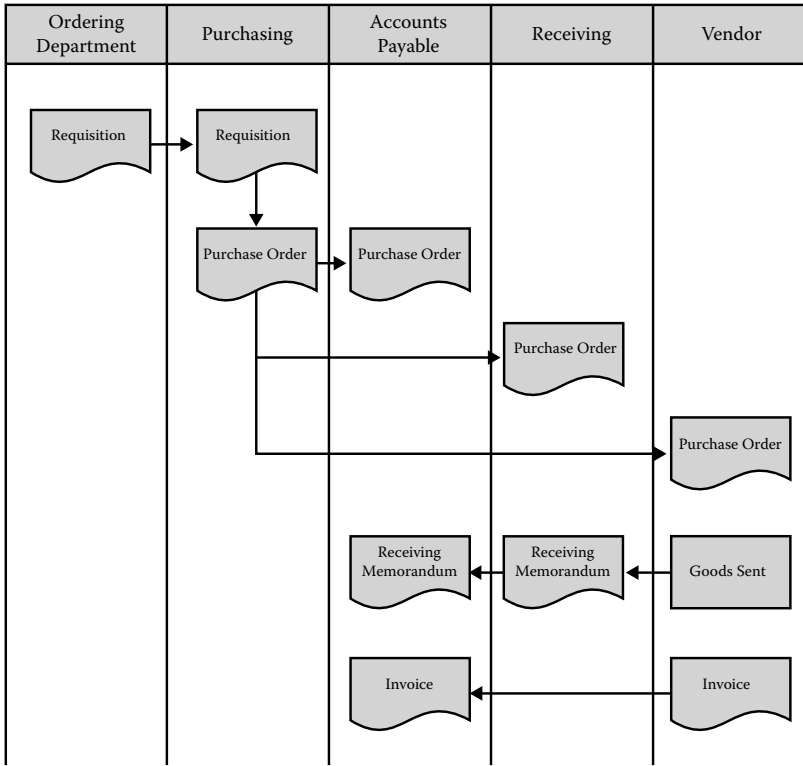 Ordering
Department
Purchasing
Accounts
Payable
Receiving
Vendor
Requisition
Requisition
Purchase Order
Purchase Order
Purchase Order
Purchase Order
Receiving
Memorandum
Receiving
Memorandum
Goods Sent
Invoice
Invoice